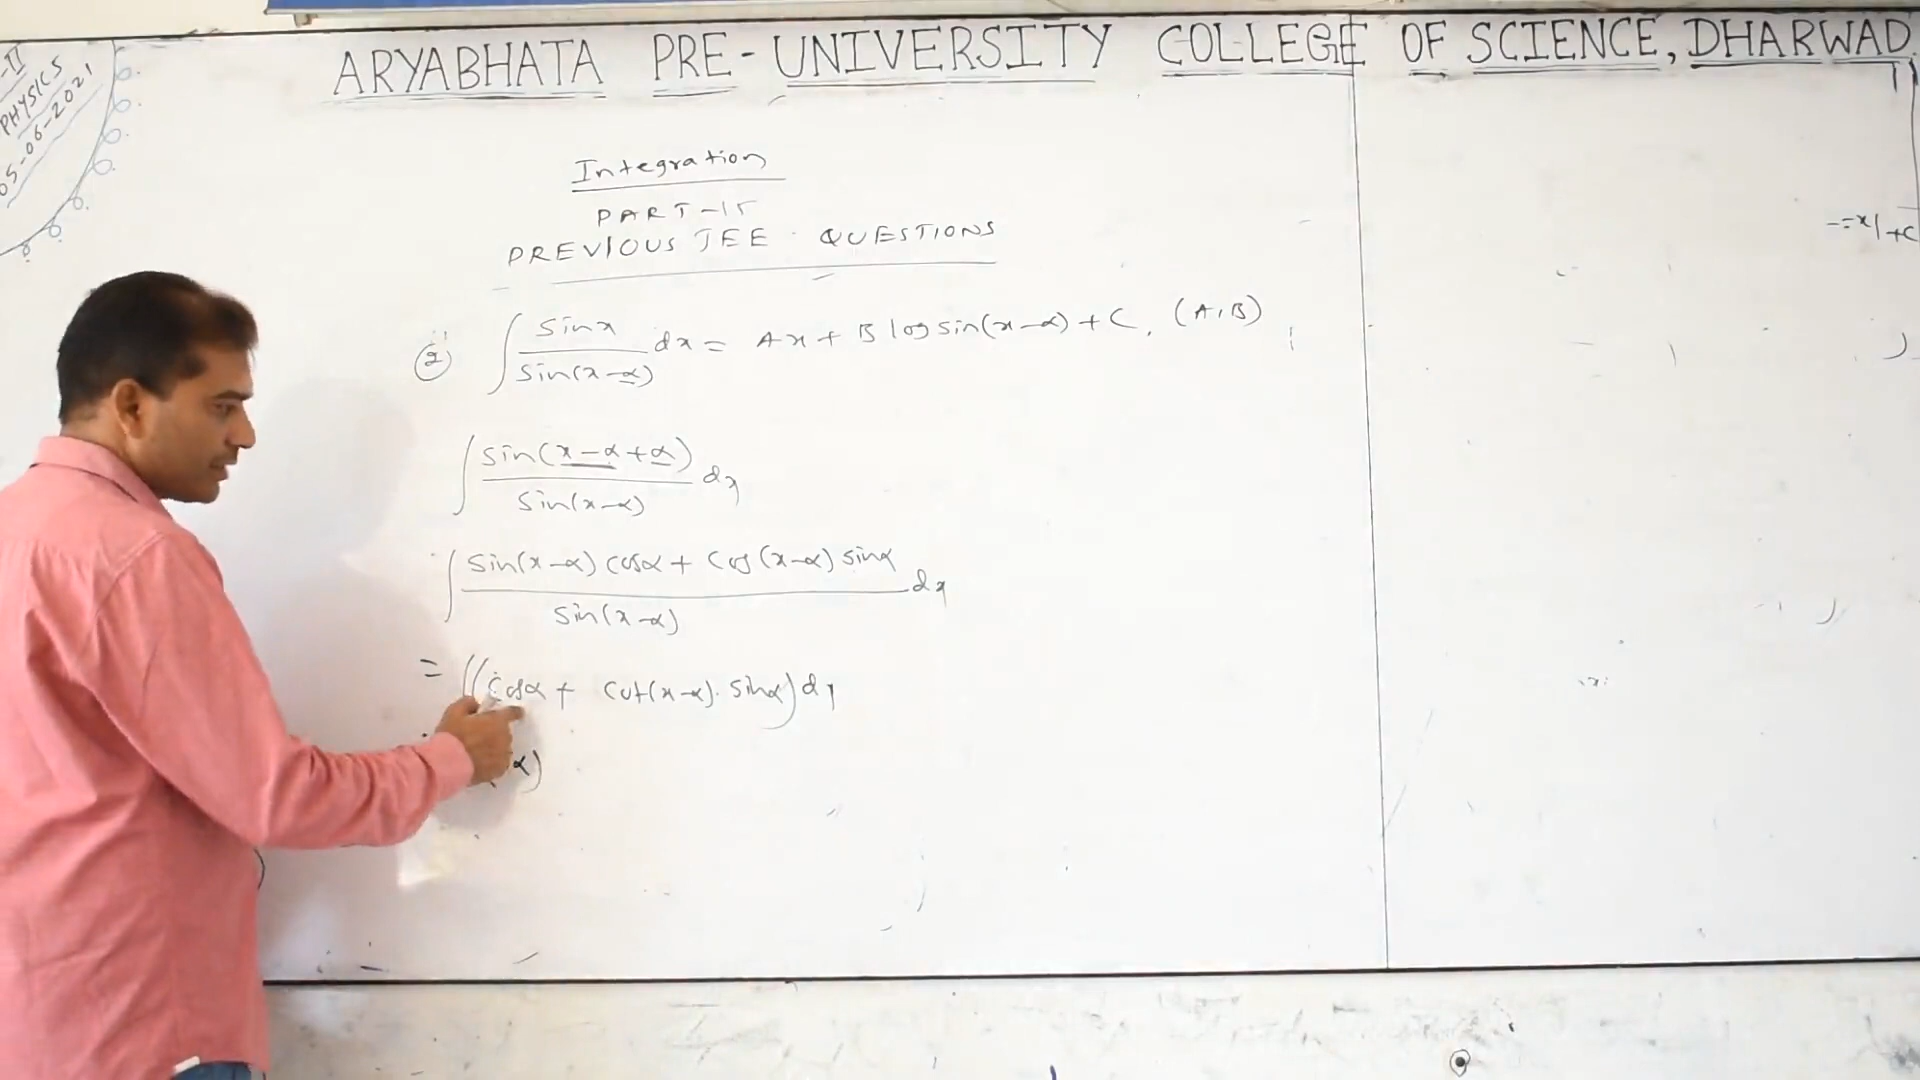 ARYABHATA PRE-UNIVERSITY COLLEGE OF SCIENCE, DHARWAD
-II
PHYSICS
05-06-2021
Integration
PART-15
PREVIOUS JEE QUESTIONS
② ∫ sinx / sin(x-α) dx = Ax + B log sin(x-α) + C, (A,B)
∫ sin(x-α+α) / sin(x-α) dx
∫ sin(x-α) cosα + cos(x-α) sinα / sin(x-α) dx
= ∫(cosα + cot(x-α). sinα) dx
α)
x|+C